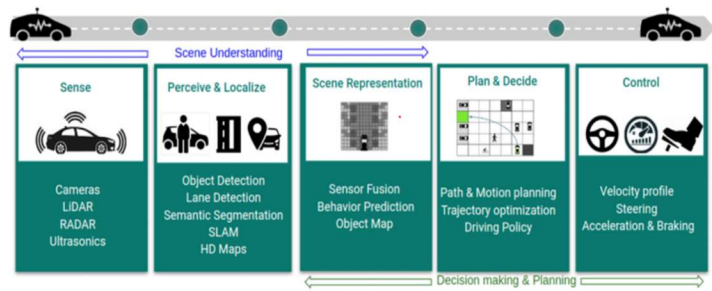 Scene Understanding
Sense
Cameras
LiDAR
RADAR
Ultrasonics
Perceive & Localize
Object Detection
Lane Detection
Semantic Segmentation
SLAM
HD Maps
Scene Representation
Sensor Fusion
Behavior Prediction
Object Map
Plan & Decide
Path & Motion planning
Trajectory optimization
Driving Policy
Control
Velocity profile
Steering
Acceleration & Braking
Decision making & Planning